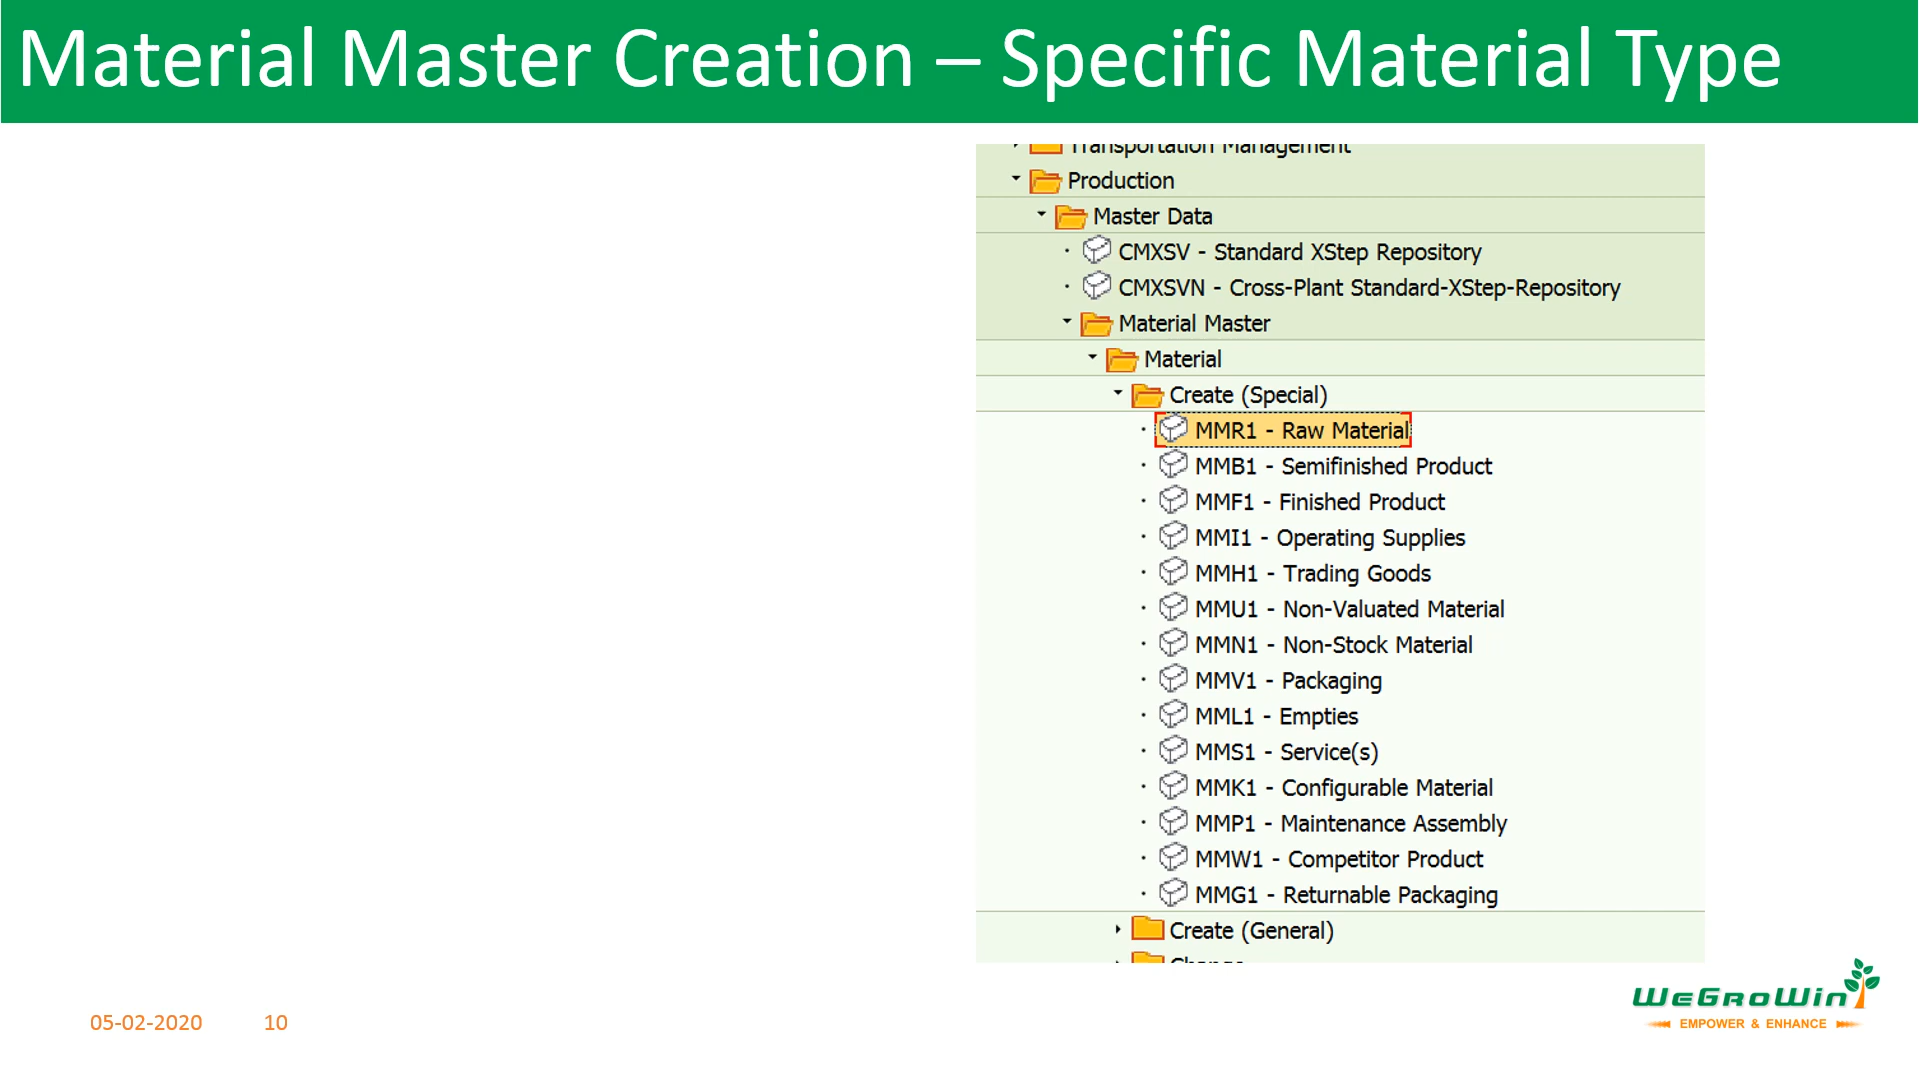 Material Master Creation – Specific Material Type
Transportation Management
Production
Master Data
CMXSV - Standard XStep Repository
CMXSVN - Cross-Plant Standard-XStep-Repository
Material Master
Material
Create (Special)
MMR1 - Raw Material
MMB1 - Semifinished Product
MMF1 - Finished Product
MMI1 - Operating Supplies
MMH1 - Trading Goods
MMU1 - Non-Valuated Material
MMN1 - Non-Stock Material
MMV1 - Packaging
MML1 - Empties
MMS1 - Service(s)
MMK1 - Configurable Material
MMP1 - Maintenance Assembly
MMW1 - Competitor Product
MMG1 - Returnable Packaging
Create (General)
Change
05-02-2020 10
WeGroWin
EMPOWER & ENHANCE